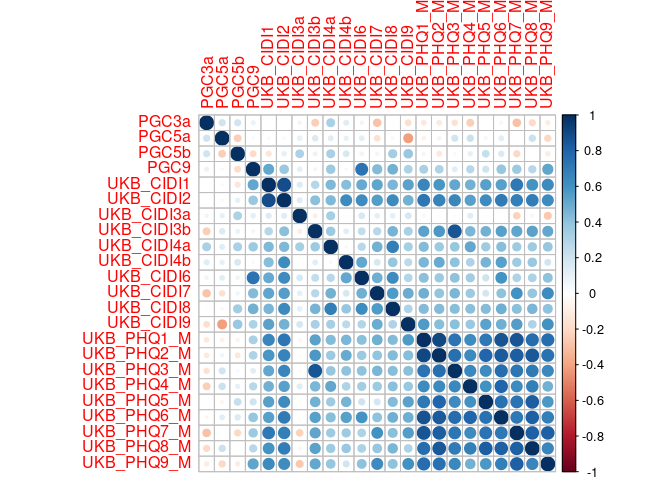 PGC3a
PGC5a
PGC5b
PGC9
UKB_CIDI1
UKB_CIDI2
UKB_CIDI3a
UKB_CIDI3b
UKB_CIDI4a
UKB_CIDI4b
UKB_CIDI6
UKB_CIDI7
UKB_CIDI8
UKB_CIDI9
UKB_PHQ1_M
UKB_PHQ2_M
UKB_PHQ3_M
UKB_PHQ4_M
UKB_PHQ5_M
UKB_PHQ6_M
UKB_PHQ7_M
UKB_PHQ8_M
UKB_PHQ9_M
PGC3a
PGC5a
PGC5b
PGC9
UKB_CIDI1
UKB_CIDI2
UKB_CIDI3a
UKB_CIDI3b
UKB_CIDI4a
UKB_CIDI4b
UKB_CIDI6
UKB_CIDI7
UKB_CIDI8
UKB_CIDI9
UKB_PHQ1_M
UKB_PHQ2_M
UKB_PHQ3_M
UKB_PHQ4_M
UKB_PHQ5_M
UKB_PHQ6_M
UKB_PHQ7_M
UKB_PHQ8_M
UKB_PHQ9_M
1
0.8
0.6
0.4
0.2
0
-0.2
-0.4
-0.6
-0.8
-1